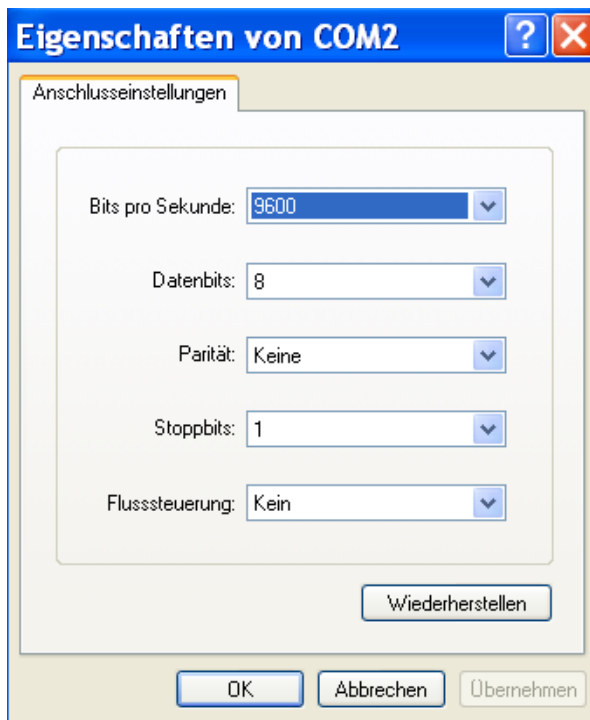 Eigenschaften von COM2
Anschlusseinstellungen
Bits pro Sekunde: 9600
Datenbits: 8
Parität: Keine
Stoppbits: 1
Flusssteuerung: Kein
Wiederherstellen
OK Abbrechen Übernehmen